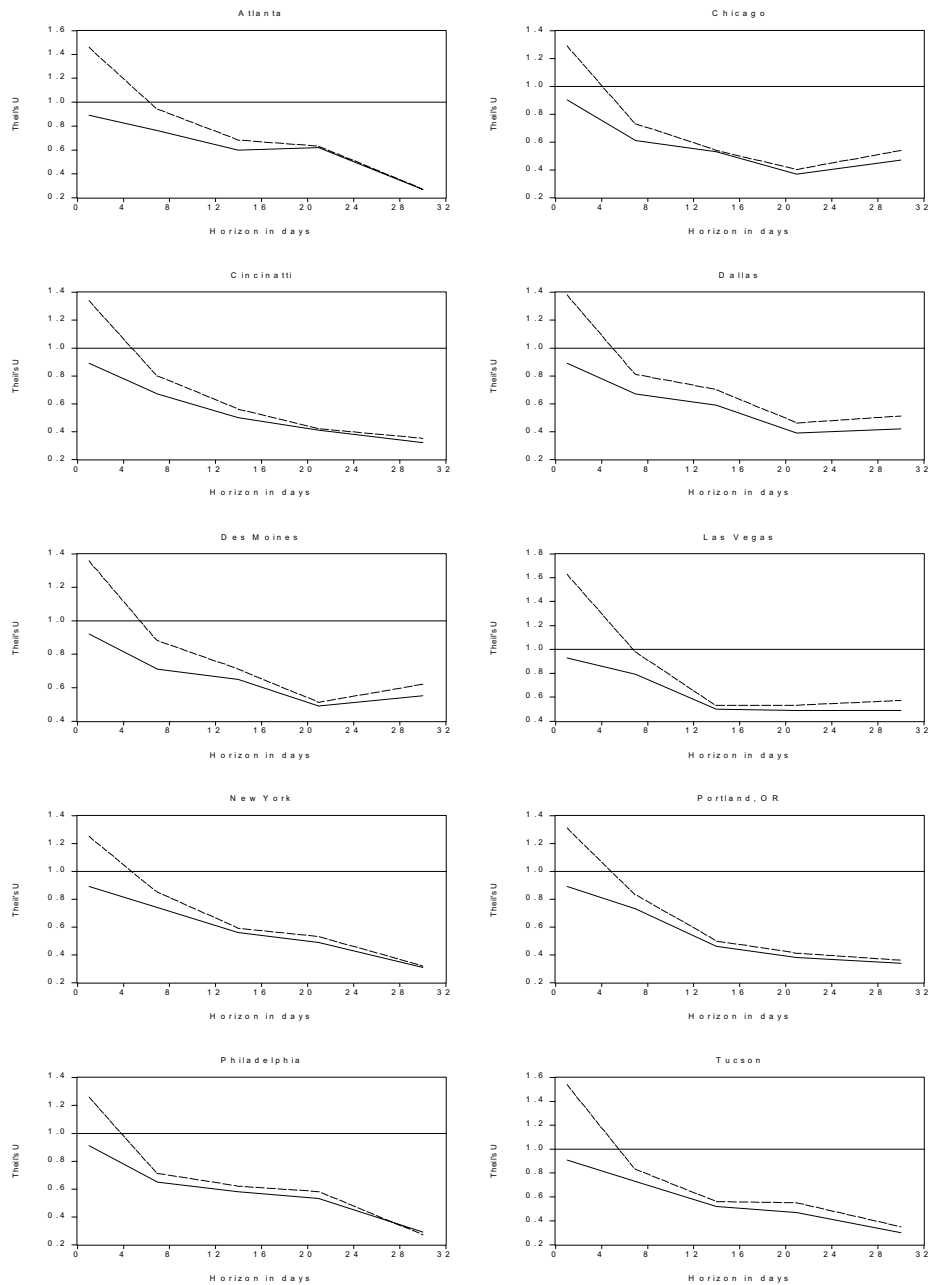 Atlanta
1.6
1.4
1.2
1.0
0.8
0.6
0.4
0.2
Theil's U
0 4 8 12 16 20 24 28 32
Horizon in days
Chicago
1.4
1.2
1.0
0.8
0.6
0.4
0.2
Theil's U
0 4 8 12 16 20 24 28 32
Horizon in days
Cincinatti
1.4
1.2
1.0
0.8
0.6
0.4
0.2
Theil's U
0 4 8 12 16 20 24 28 32
Horizon in days
Dallas
1.4
1.2
1.0
0.8
0.6
0.4
0.2
Theil's U
0 4 8 12 16 20 24 28 32
Horizon in days
Des Moines
1.4
1.2
1.0
0.8
0.6
0.4
Theil's U
0 4 8 12 16 20 24 28 32
Horizon in days
Las Vegas
1.8
1.6
1.4
1.2
1.0
0.8
0.6
0.4
Theil's U
0 4 8 12 16 20 24 28 32
Horizon in days
New York
1.4
1.2
1.0
0.8
0.6
0.4
0.2
Theil's U
0 4 8 12 16 20 24 28 32
Horizon in days
Portland, OR
1.4
1.2
1.0
0.8
0.6
0.4
0.2
Theil's U
0 4 8 12 16 20 24 28 32
Horizon in days
Philadelphia
1.4
1.2
1.0
0.8
0.6
0.4
0.2
Theil's U
0 4 8 12 16 20 24 28 32
Horizon in days
Tucson
1.6
1.4
1.2
1.0
0.8
0.6
0.4
0.2
Theil's U
0 4 8 12 16 20 24 28 32
Horizon in days